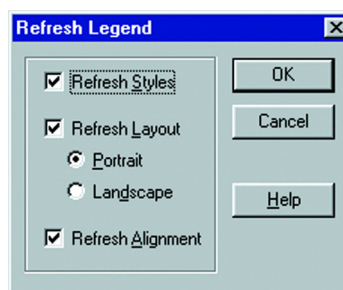 Refresh Legend
Refresh Styles
Refresh Layout
Portrait
Landscape
Refresh Alignment
OK
Cancel
Help